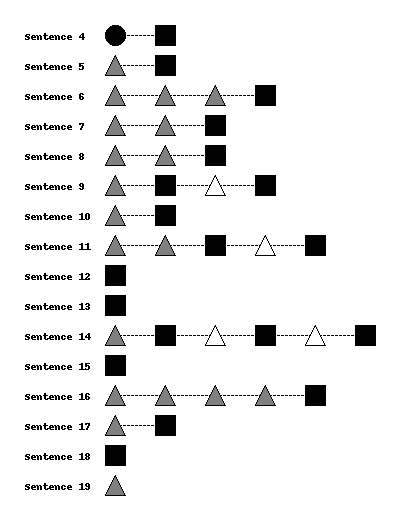 Sentence 4
Sentence 5
Sentence 6
Sentence 7
Sentence 8
Sentence 9
Sentence 10
Sentence 11
Sentence 12
Sentence 13
Sentence 14
Sentence 15
Sentence 16
Sentence 17
Sentence 18
Sentence 19